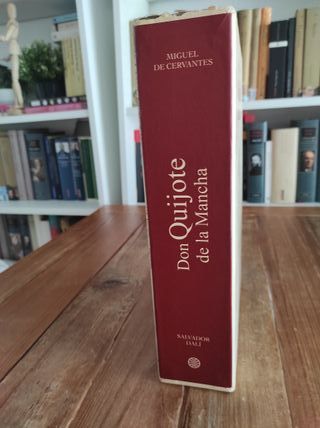 MIGUEL
DE CERVANTES
Don Quijote
de la Mancha
SALVADOR
DALÍ